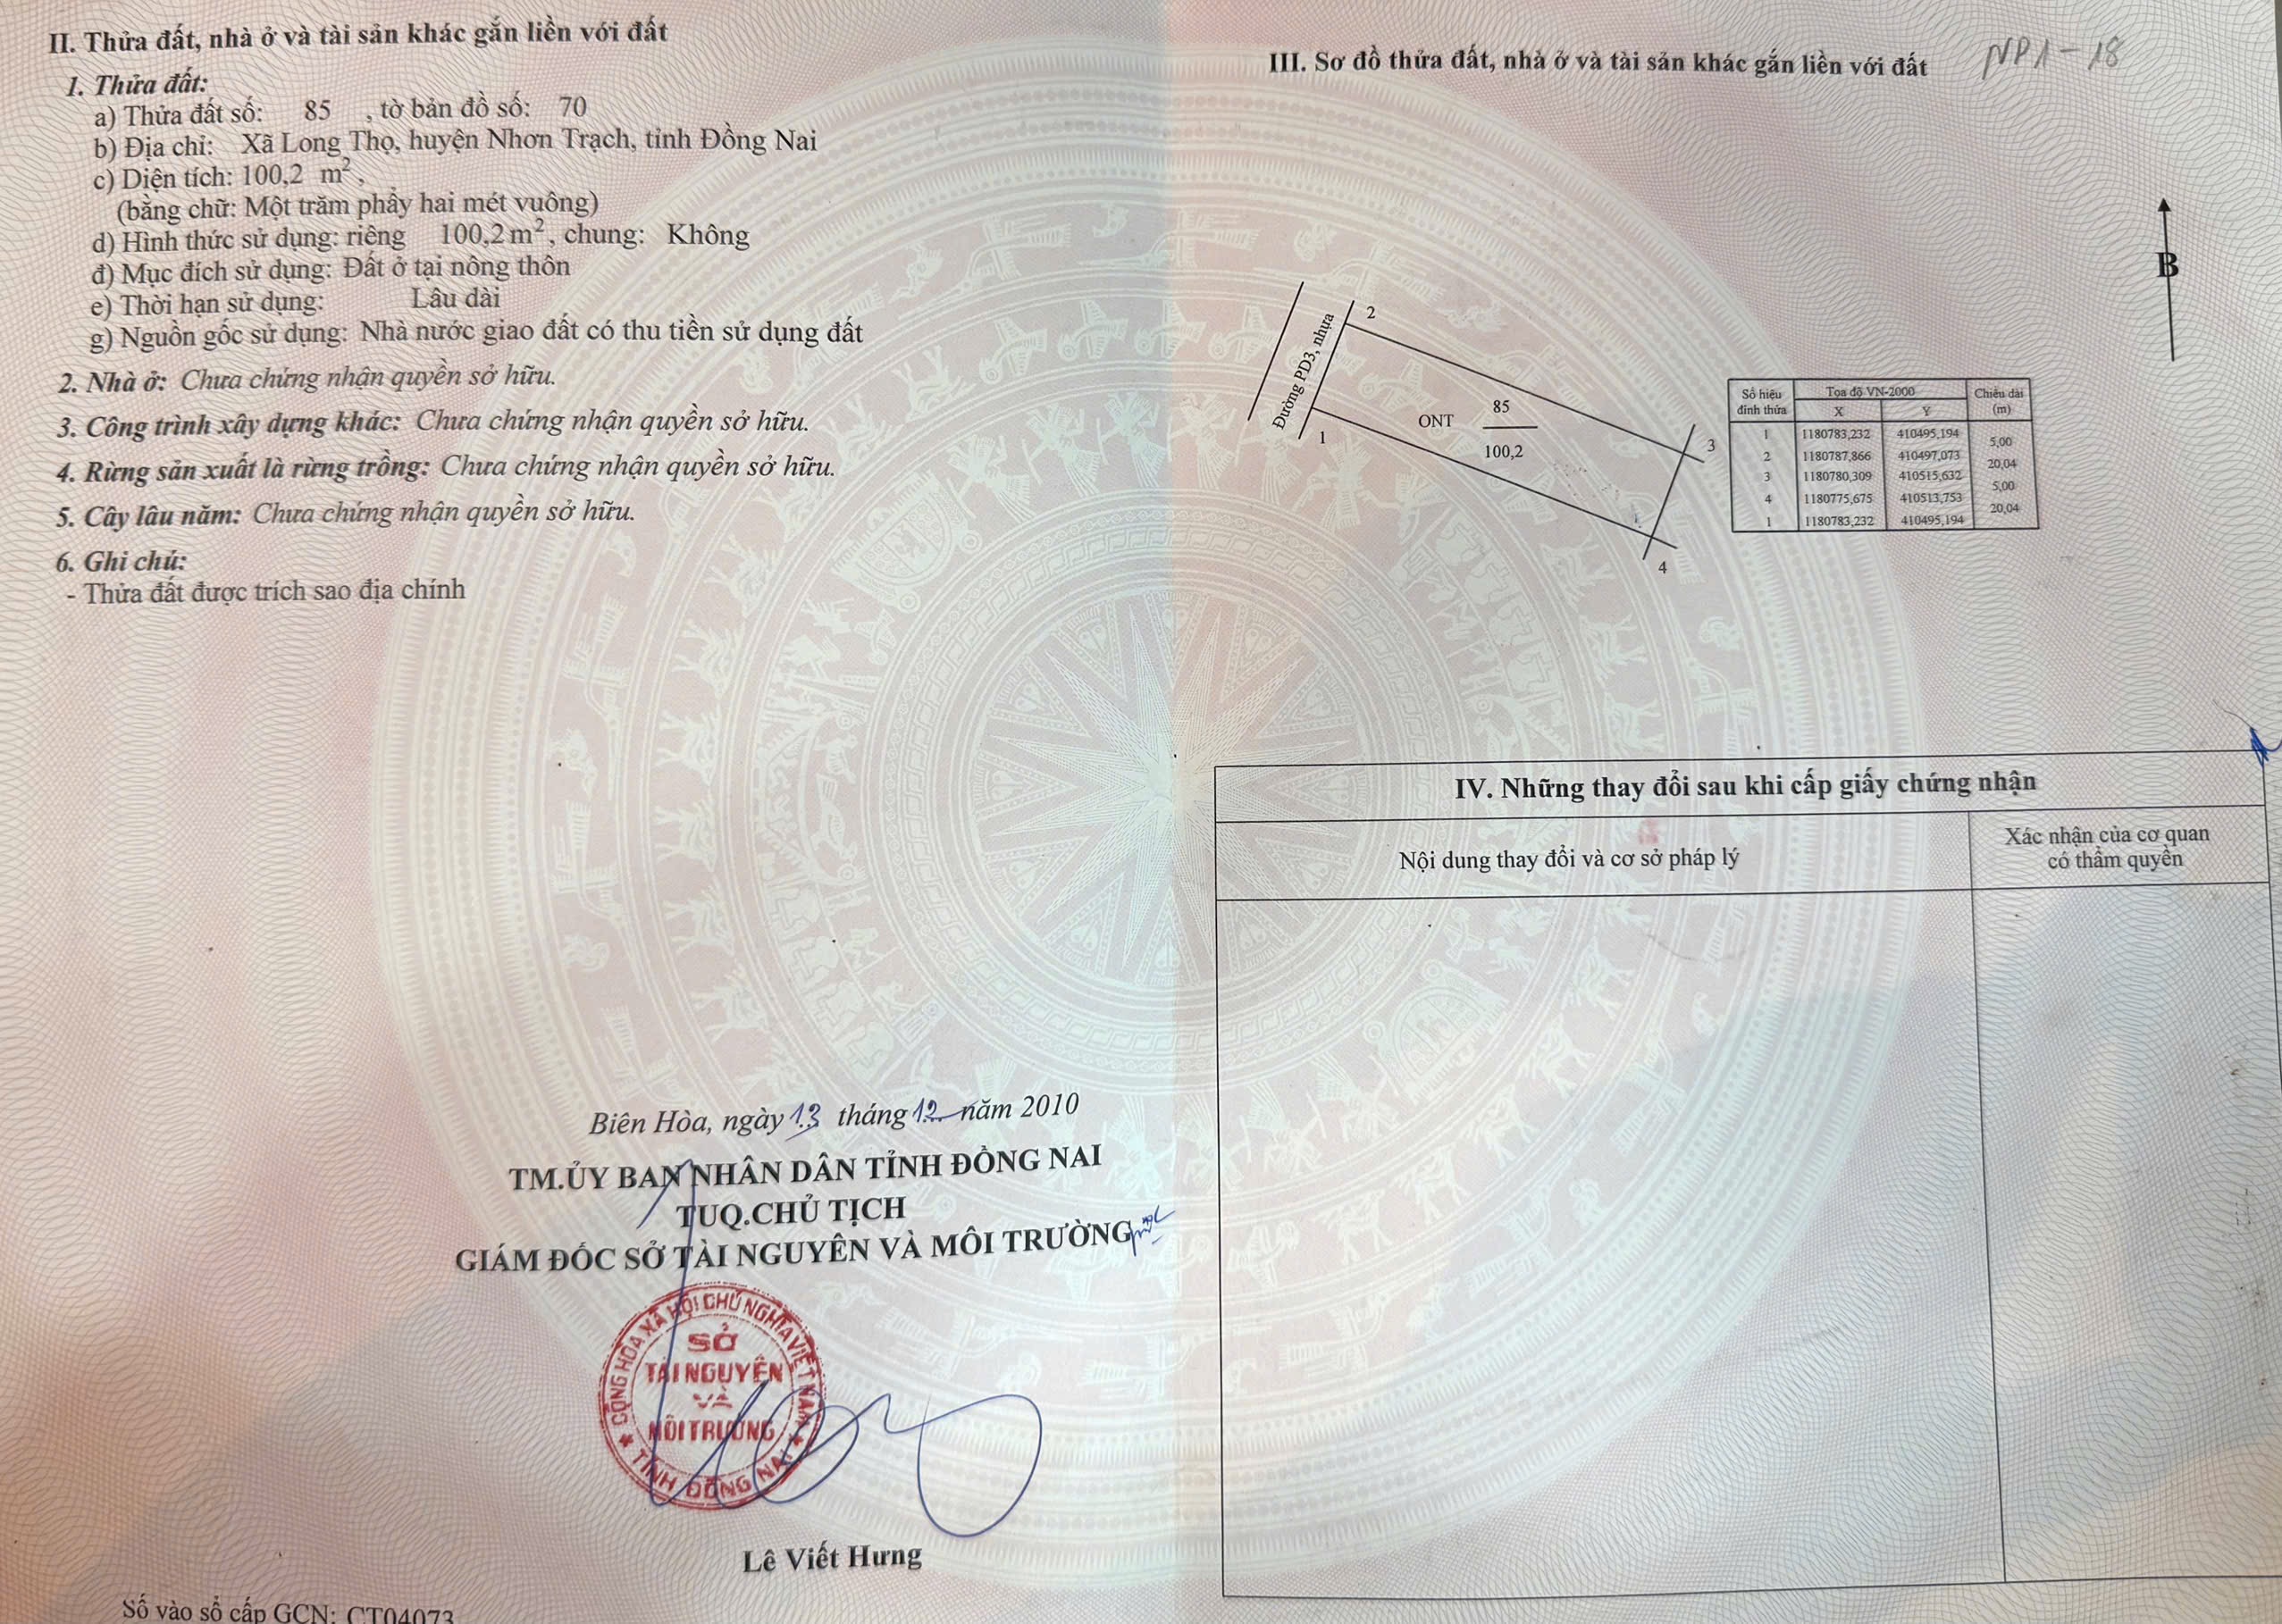 II. Thửa đất, nhà ở và tài sản khác gắn liền với đất
1. Thửa đất:
a) Thửa đất số: 85 , tờ bản đồ số: 70
b) Địa chỉ: Xã Long Thọ, huyện Nhơn Trạch, tỉnh Đồng Nai
c) Diện tích: 100,2 m²,
(bằng chữ: Một trăm phẩy hai mét vuông)
d) Hình thức sử dụng: riêng 100,2 m², chung: Không
đ) Mục đích sử dụng: Đất ở tại nông thôn
e) Thời hạn sử dụng: Lâu dài
g) Nguồn gốc sử dụng: Nhà nước giao đất có thu tiền sử dụng đất
2. Nhà ở: Chưa chứng nhận quyền sở hữu.
3. Công trình xây dựng khác: Chưa chứng nhận quyền sở hữu.
4. Rừng sản xuất là rừng trồng: Chưa chứng nhận quyền sở hữu.
5. Cây lâu năm: Chưa chứng nhận quyền sở hữu.
6. Ghi chú:
- Thửa đất được trích sao địa chính
Biên Hòa, ngày 13 tháng 12 năm 2010
TM.ỦY BAN NHÂN DÂN TỈNH ĐỒNG NAI
TUQ.CHỦ TỊCH
GIÁM ĐỐC SỞ TÀI NGUYÊN VÀ MÔI TRƯỜNG
CỘNG HÒA XÃ HỘI CHỦ NGHĨA VIỆT NAM
SỞ
TÀI NGUYÊN
VÀ
MÔI TRƯỜNG
TỈNH ĐỒNG NAI
Lê Viết Hưng
Số vào sổ cấp GCN: CT04073
III. Sơ đồ thửa đất, nhà ở và tài sản khác gắn liền với đất
NP1-18
B
Đường PD3, nhựa
2
1
ONT
85
100,2
3
4
Số hiệu đỉnh thửa Tọa độ VN-2000 Chiều dài (m)
X Y
1 1180783,232 410495,194
5,00
2 1180787,866 410497,073
20,04
3 1180780,309 410515,632
5,00
4 1180775,675 410513,753
20,04
1 1180783,232 410495,194
IV. Những thay đổi sau khi cấp giấy chứng nhận
Nội dung thay đổi và cơ sở pháp lý
Xác nhận của cơ quan
có thẩm quyền